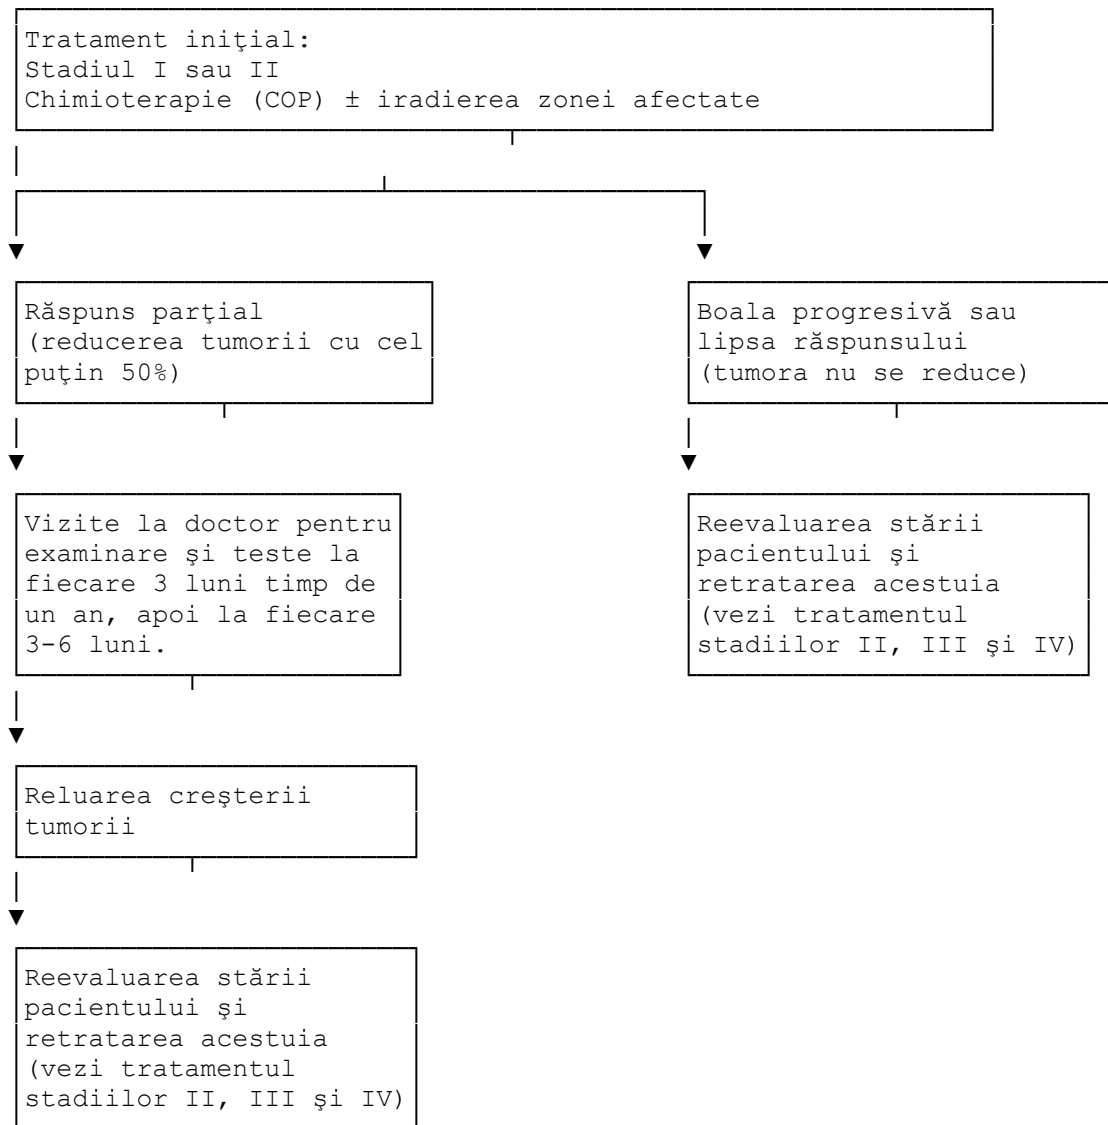 Tratament iniţial:
Stadiul I sau II
Chimioterapie (COP) ± iradierea zonei afectate
Răspuns parţial
(reducerea tumorii cu cel
puţin 50%)
Boala progresivă sau
lipsa răspunsului
(tumora nu se reduce)
Vizite la doctor pentru
examinare şi teste la
fiecare 3 luni timp de
un an, apoi la fiecare
3-6 luni.
Reevaluarea stării
pacientului şi
retratarea acestuia
(vezi tratamentul
stadiilor II, III şi IV)
Reluarea creşterii
tumorii
Reevaluarea stării
pacientului şi
retratarea acestuia
(vezi tratamentul
stadiilor II, III şi IV)